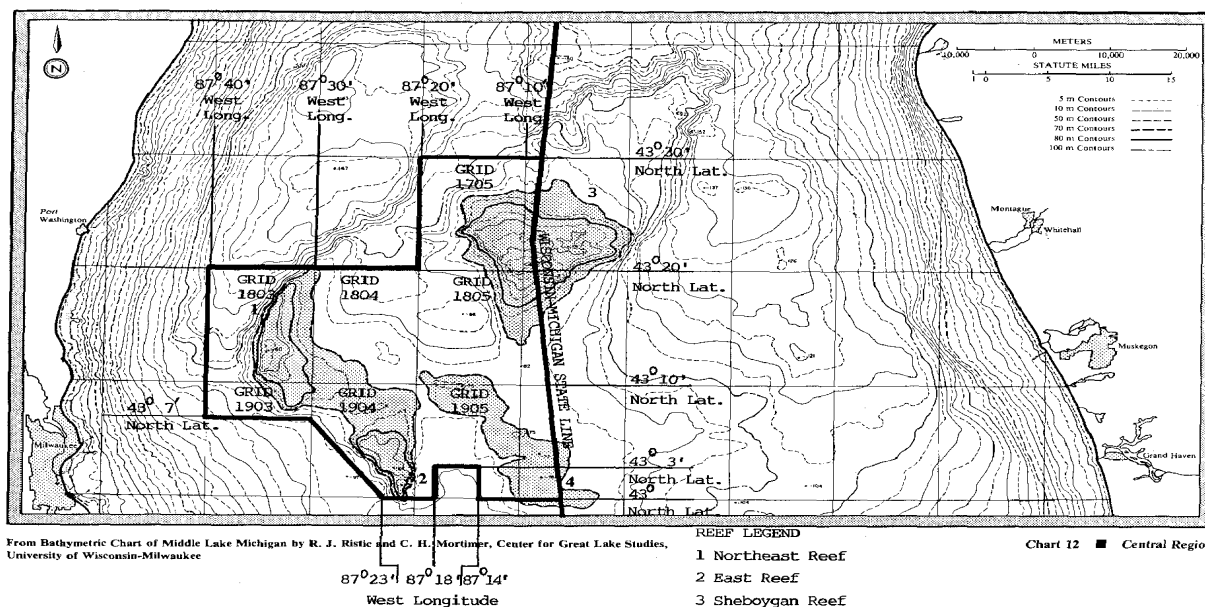 METERS
10,000 0 10,000 20,000
STATUTE MILES
5 m Contours
10 m Contours
50 m Contours
70 m Contours
80 m Contours
100 m Contours
N
87° 40'
West
Long.
87° 30'
West
Long.
87° 20'
West
Long.
87° 10'
West
Long.
43° 30'
North Lat.
GRID
1705
3
Port
Washington
Montague
Whitehall
WISCONSIN-MICHIGAN STATE LINE
43° 20'
North Lat.
GRID
1803
GRID
1804
GRID
1805
1
Muskegon
43° 10'
North Lat.
GRID
1903
GRID
1904
GRID
1905
43° 7'
North Lat.
Milwaukee
Grand Haven
43° 3'
North Lat.
2
4
43°
North Lat.
From Bathymetric Chart of Middle Lake Michigan by R. J. Ristic and C. H. Mortimer, Center for Great Lake Studies,
University of Wisconsin-Milwaukee
REEF LEGEND
Chart 12 ■ Central Regio
1 Northeast Reef
87° 23' 87° 18' 87° 14'
2 East Reef
West Longitude
3 Sheboygan Reef